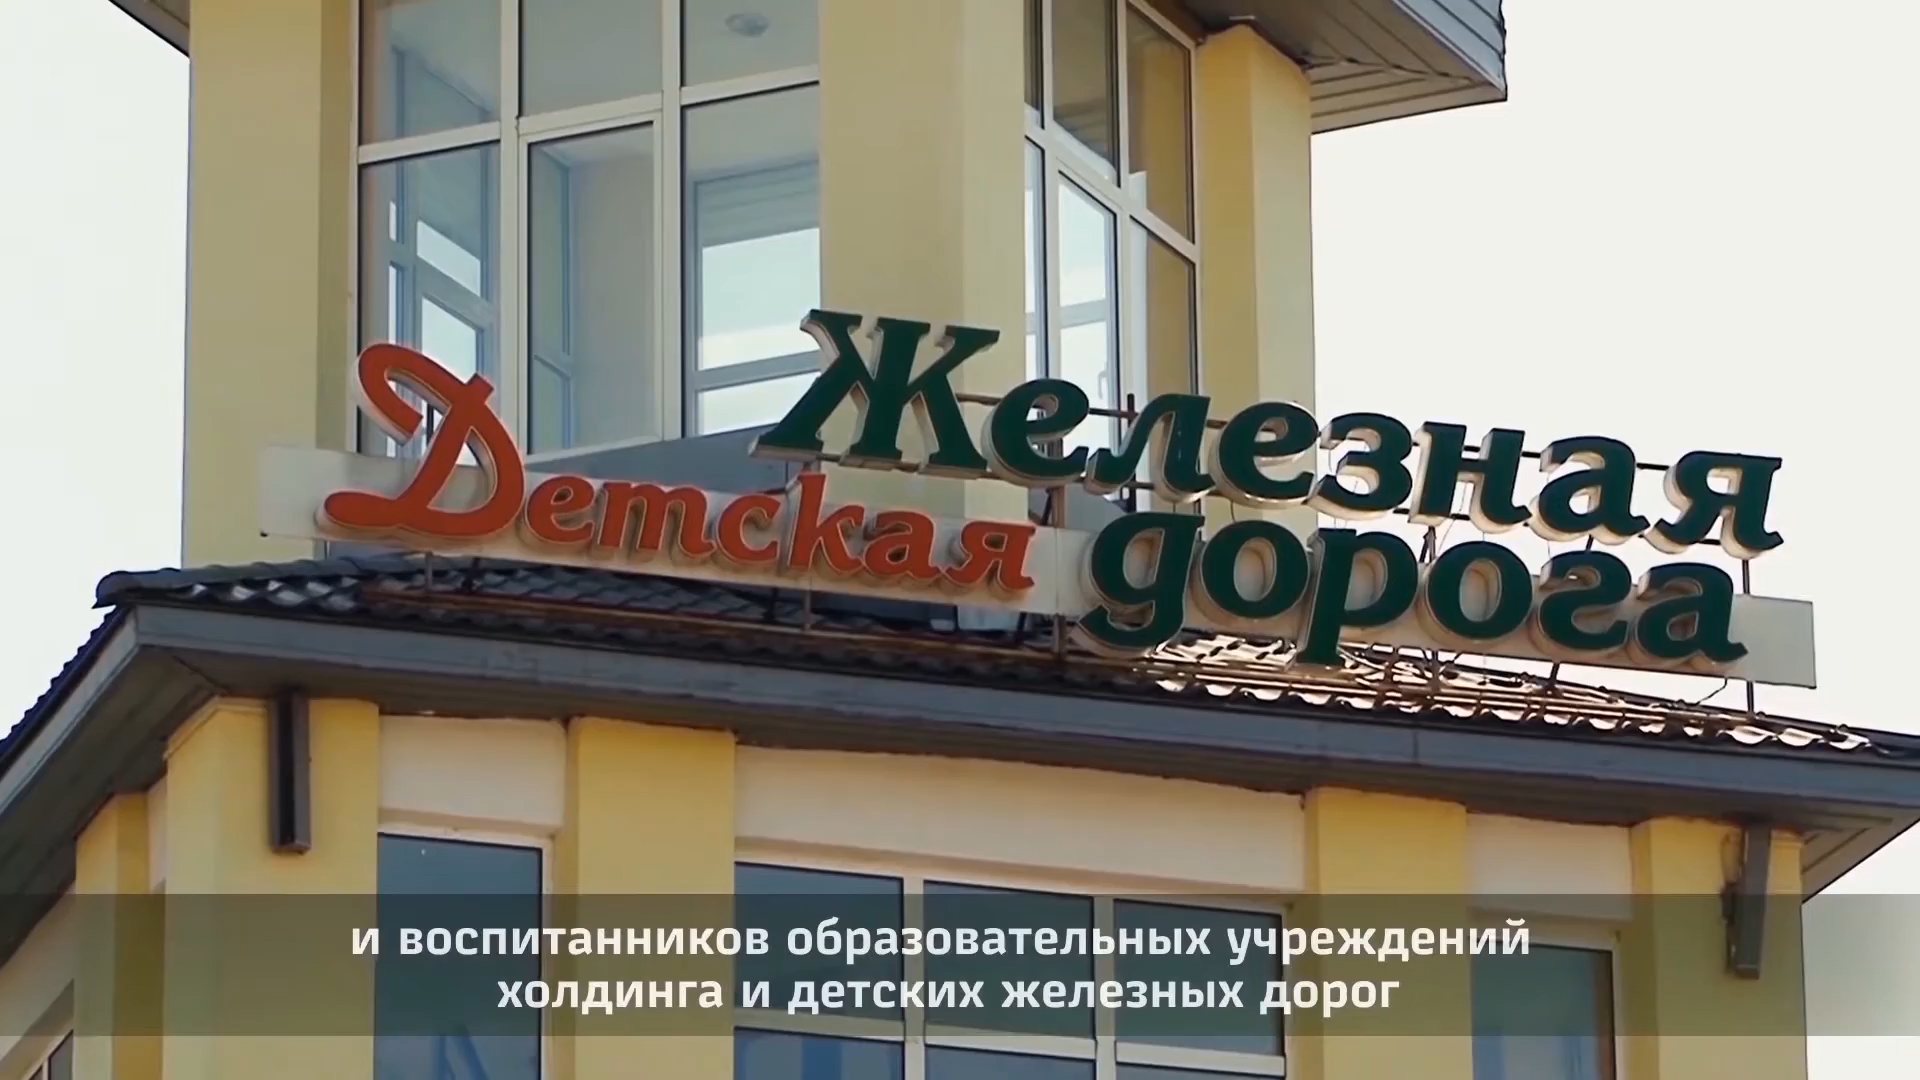 Детская Железная
дорога
и воспитанников образовательных учреждений
холдинга и детских железных дорог